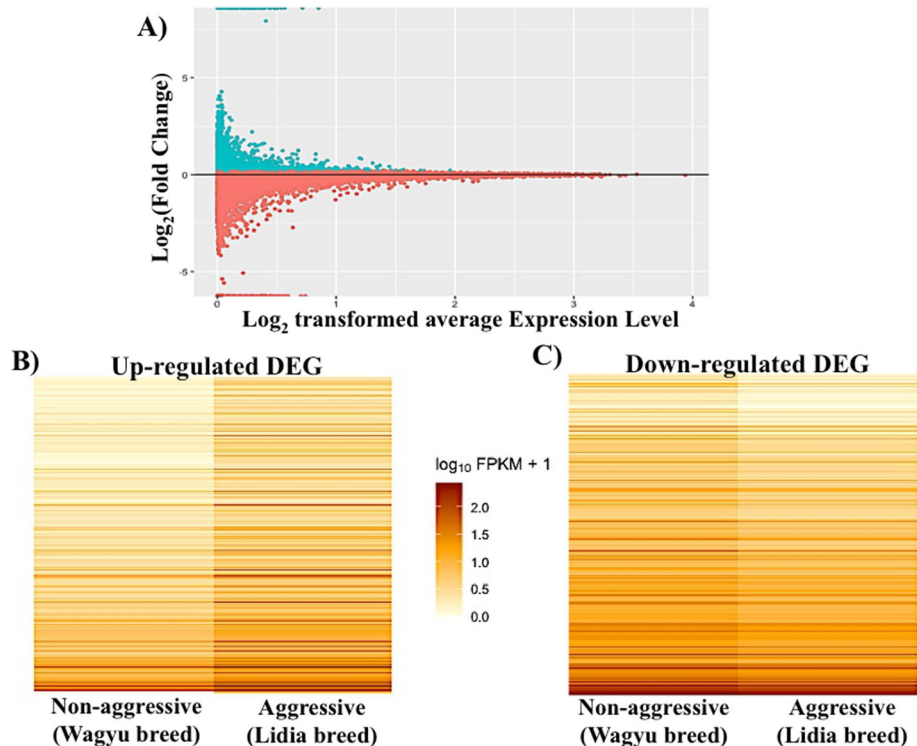 A)
Log2(Fold Change)
5
0
-5
0
1
2
3
4
Log2 transformed average Expression Level
B)
Up-regulated DEG
C)
Down-regulated DEG
log10 FPKM + 1
2.0
1.5
1.0
0.5
0.0
Non-aggressive
(Wagyu breed)
Aggressive
(Lidia breed)
Non-aggressive
(Wagyu breed)
Aggressive
(Lidia breed)